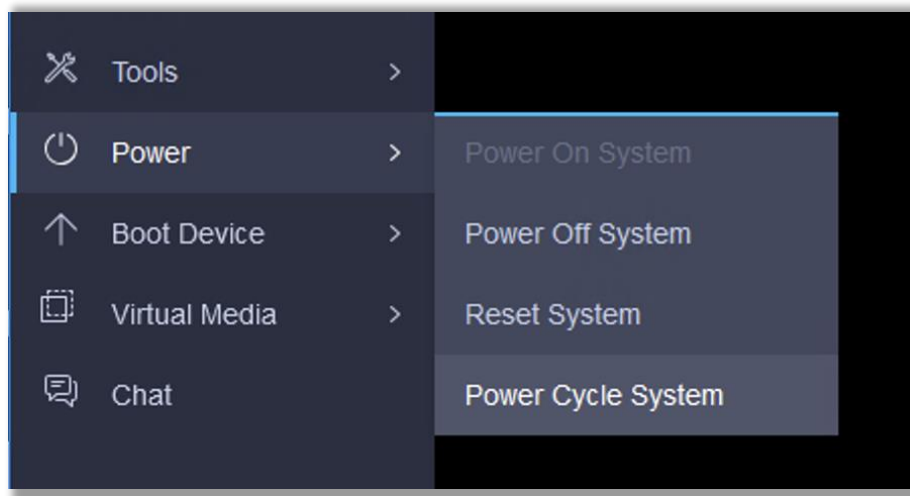 Tools
Power
Boot Device
Virtual Media
Chat
Power On System
Power Off System
Reset System
Power Cycle System